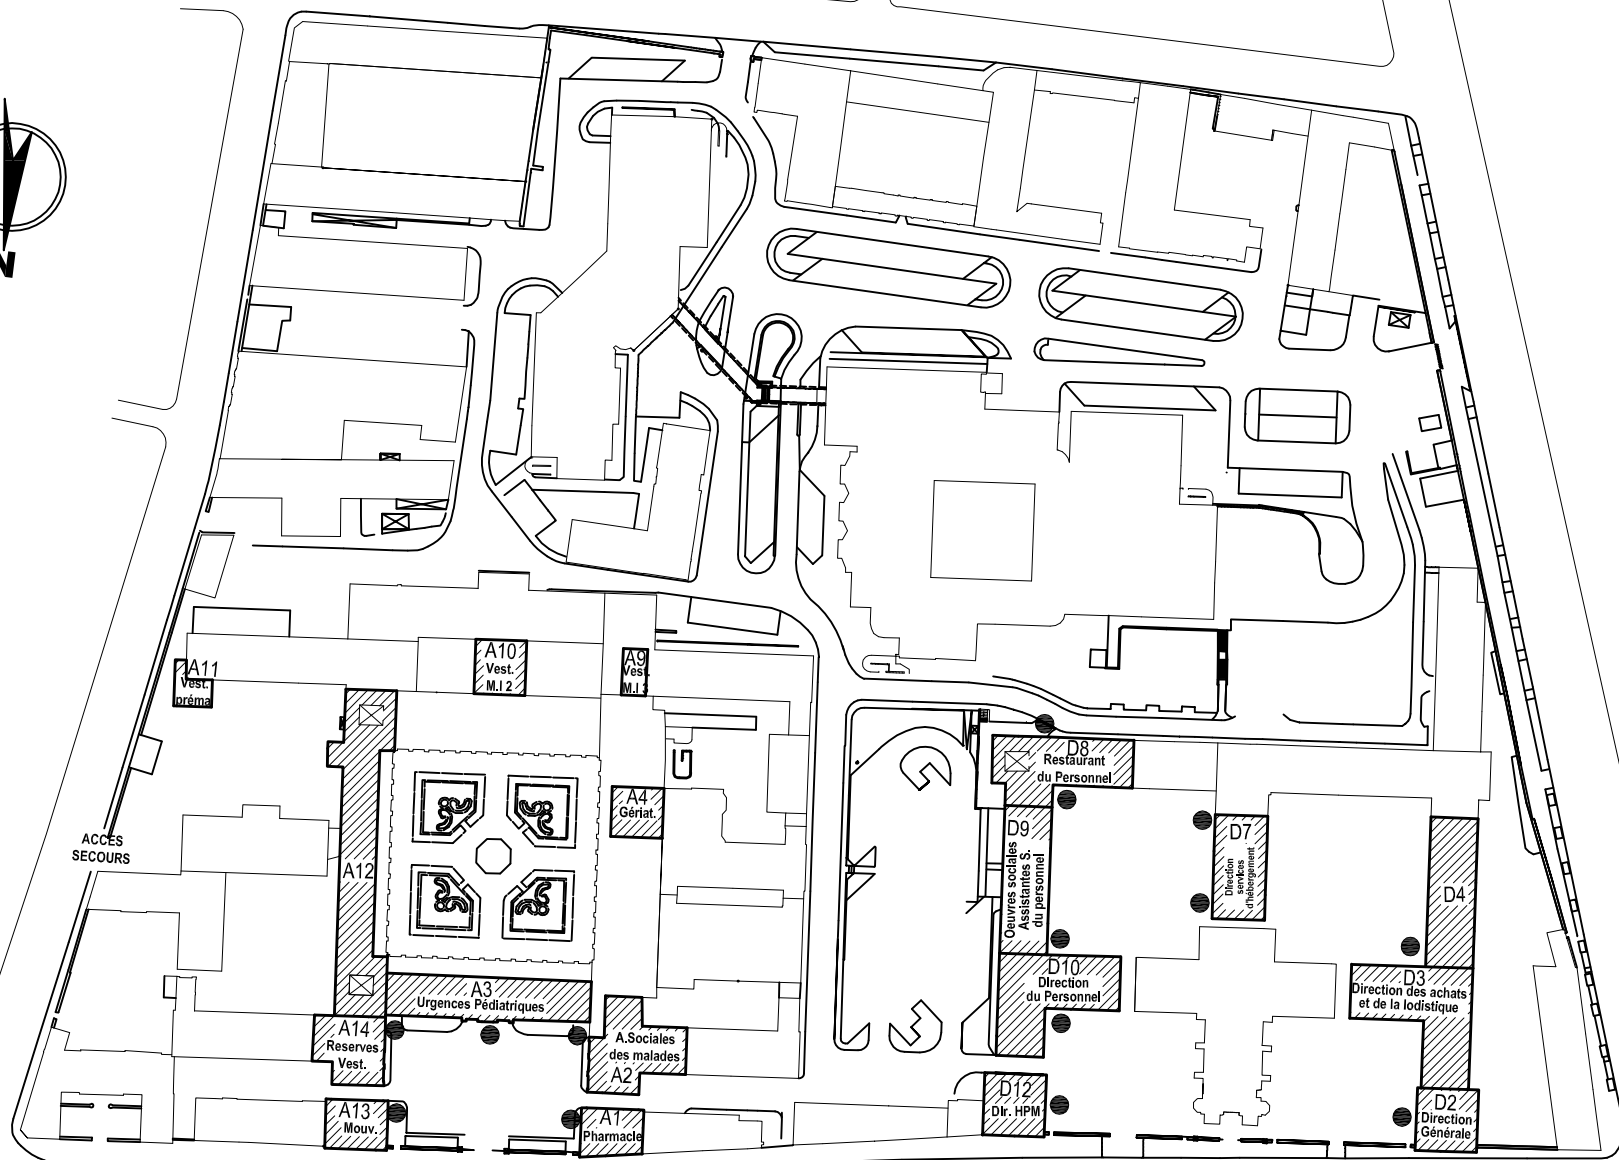 N
A10
Vest.
M.I 2
A9
Vest
M.I 3
A11
Vest.
préma
D8
Restaurant
du Personnel
A4
Gériat.
D9
Oeuvres sociales
Assistantes S.
du personnel
D7
Direction
services
d'hébergement
ACCES
SECOURS
A12
D4
A3
Urgences Pédiatriques
D10
Direction
du Personnel
D3
Direction des achats
et de la lodistique
A14
Reserves
Vest.
A.Sociales
des malades
A2
A13
Mouv.
A1
Pharmacie
D12
Dir. HPM
D2
Direction
Générale